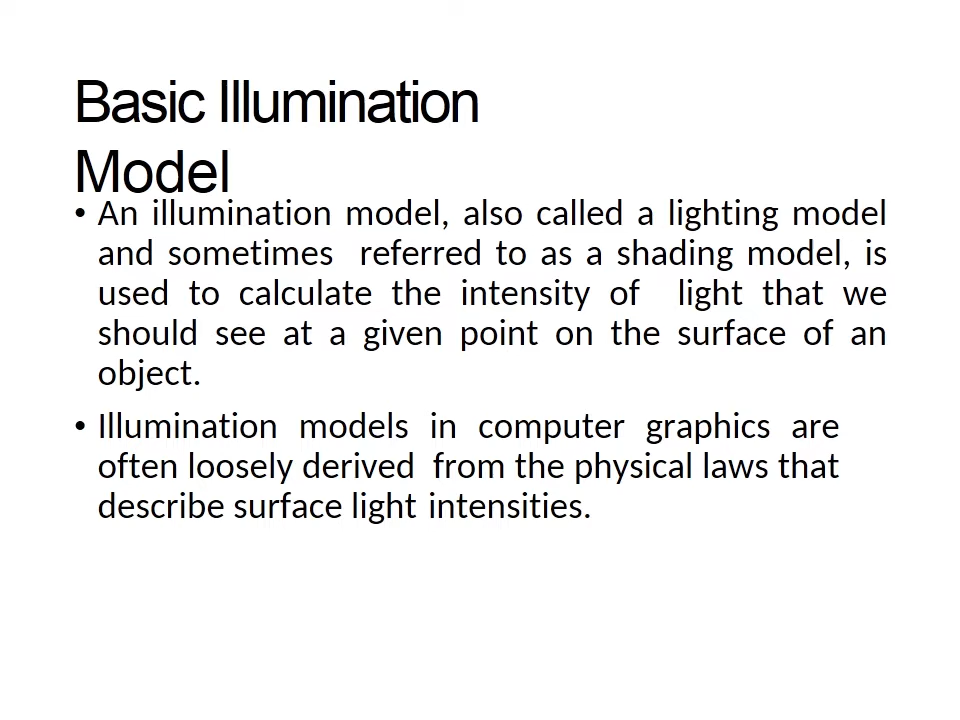 Basic Illumination
Model
• An illumination model, also called a lighting model
and sometimes referred to as a shading model, is
used to calculate the intensity of light that we
should see at a given point on the surface of an
object.
• Illumination models in computer graphics are
often loosely derived from the physical laws that
describe surface light intensities.